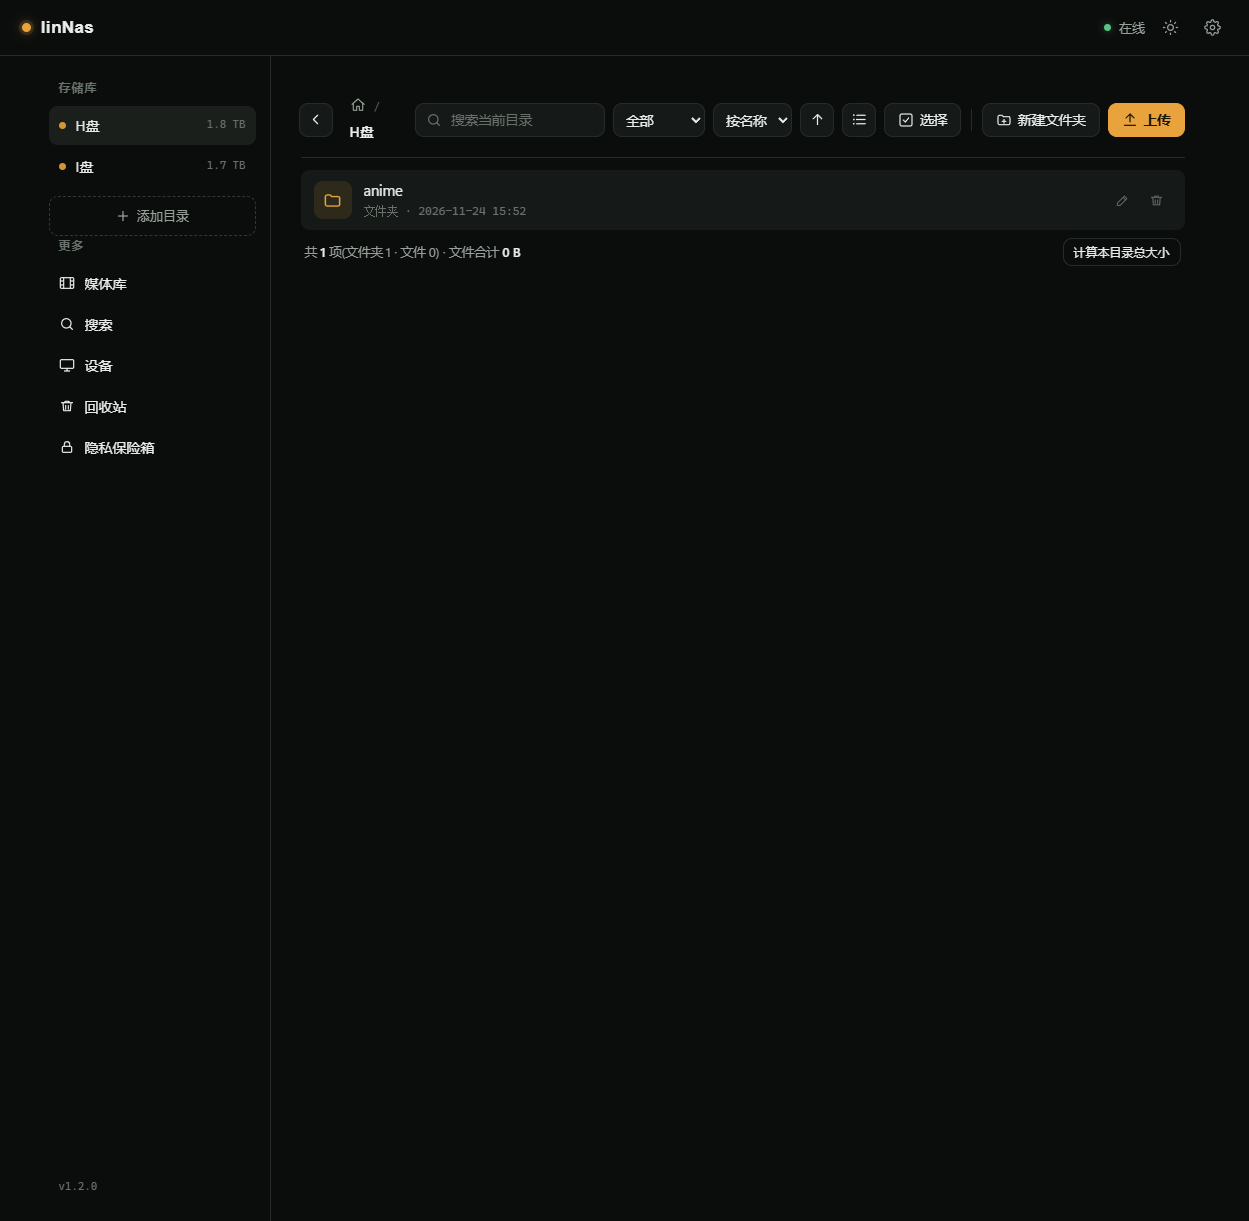 linNas
在线
存储库
H盘 1.8 TB
I盘 1.7 TB
添加目录
更多
媒体库
搜索
设备
回收站
隐私保险箱
v1.2.0
/
H盘
搜索当前目录
全部
按名称
选择
新建文件夹
上传
anime
文件夹 · 2026-11-24 15:52
共 1 项(文件夹 1 · 文件 0) · 文件合计 0 B
计算本目录总大小